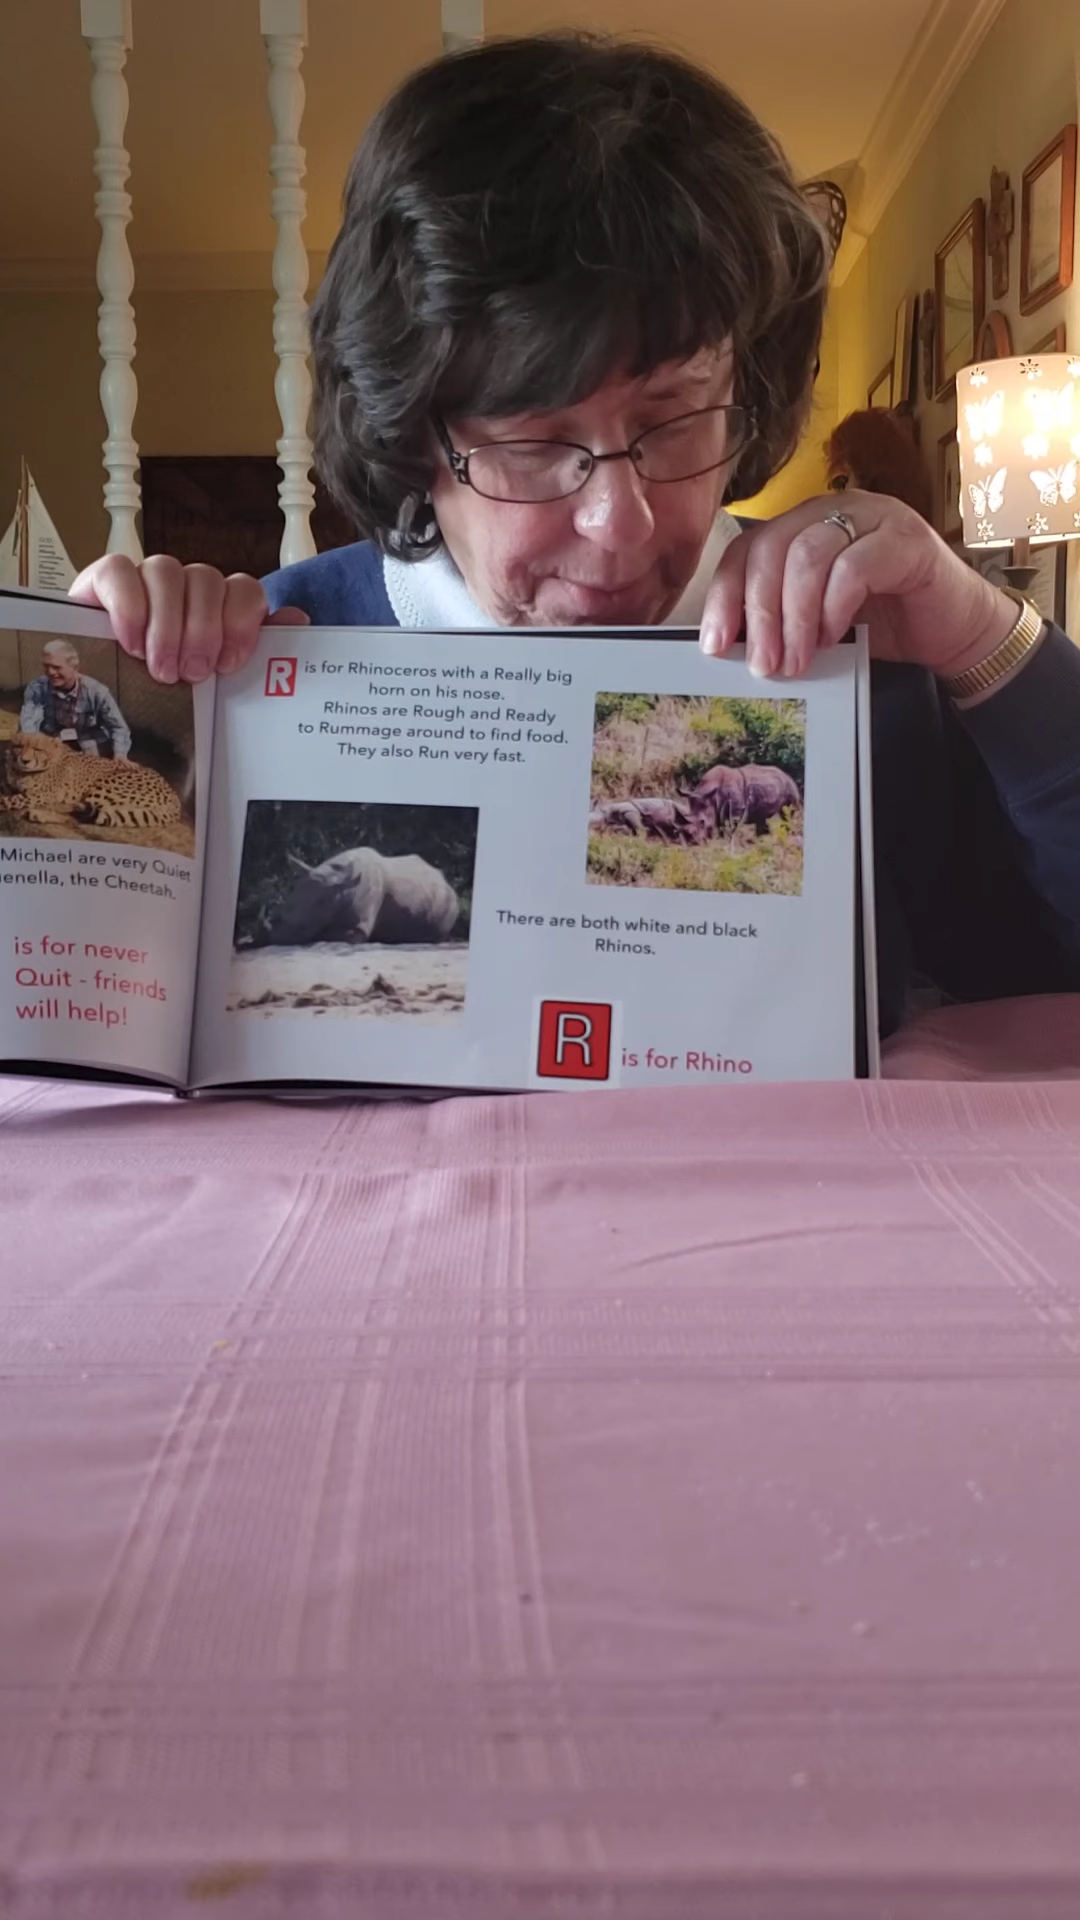 Michael are very Quiet
the Cheetah.
is for never
Quit - friends
will help!
R is for Rhinoceros with a Really big
horn on his nose.
Rhinos are Rough and Ready
to Rummage around to find food.
They also Run very fast.
There are both white and black
Rhinos.
R is for Rhino